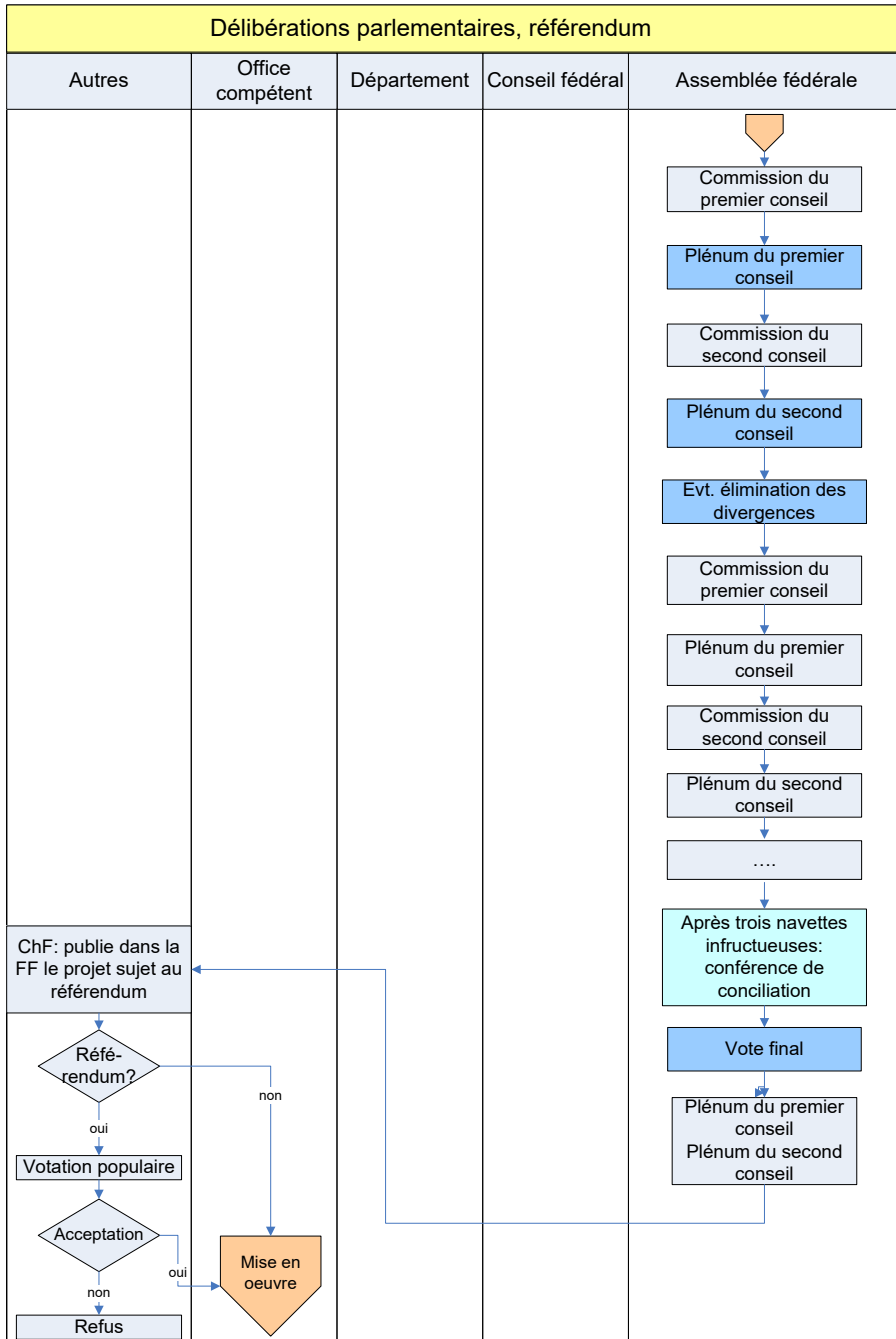 Délibérations parlementaires, référendum
Autres
Office
compétent
Département
Conseil fédéral
Assemblée fédérale
Commission du
premier conseil
Plénum du premier
conseil
Commission du
second conseil
Plénum du second
conseil
Evt. élimination des
divergences
Commission du
premier conseil
Plénum du premier
conseil
Commission du
second conseil
Plénum du second
conseil
….
Après trois navettes
infructueuses:
conférence de
conciliation
Vote final
Plénum du premier
conseil
Plénum du second
conseil
ChF: publie dans la
FF le projet sujet au
référendum
Réfé-
rendum?
non
oui
Votation populaire
Acceptation
oui
non
Refus
Mise en
oeuvre